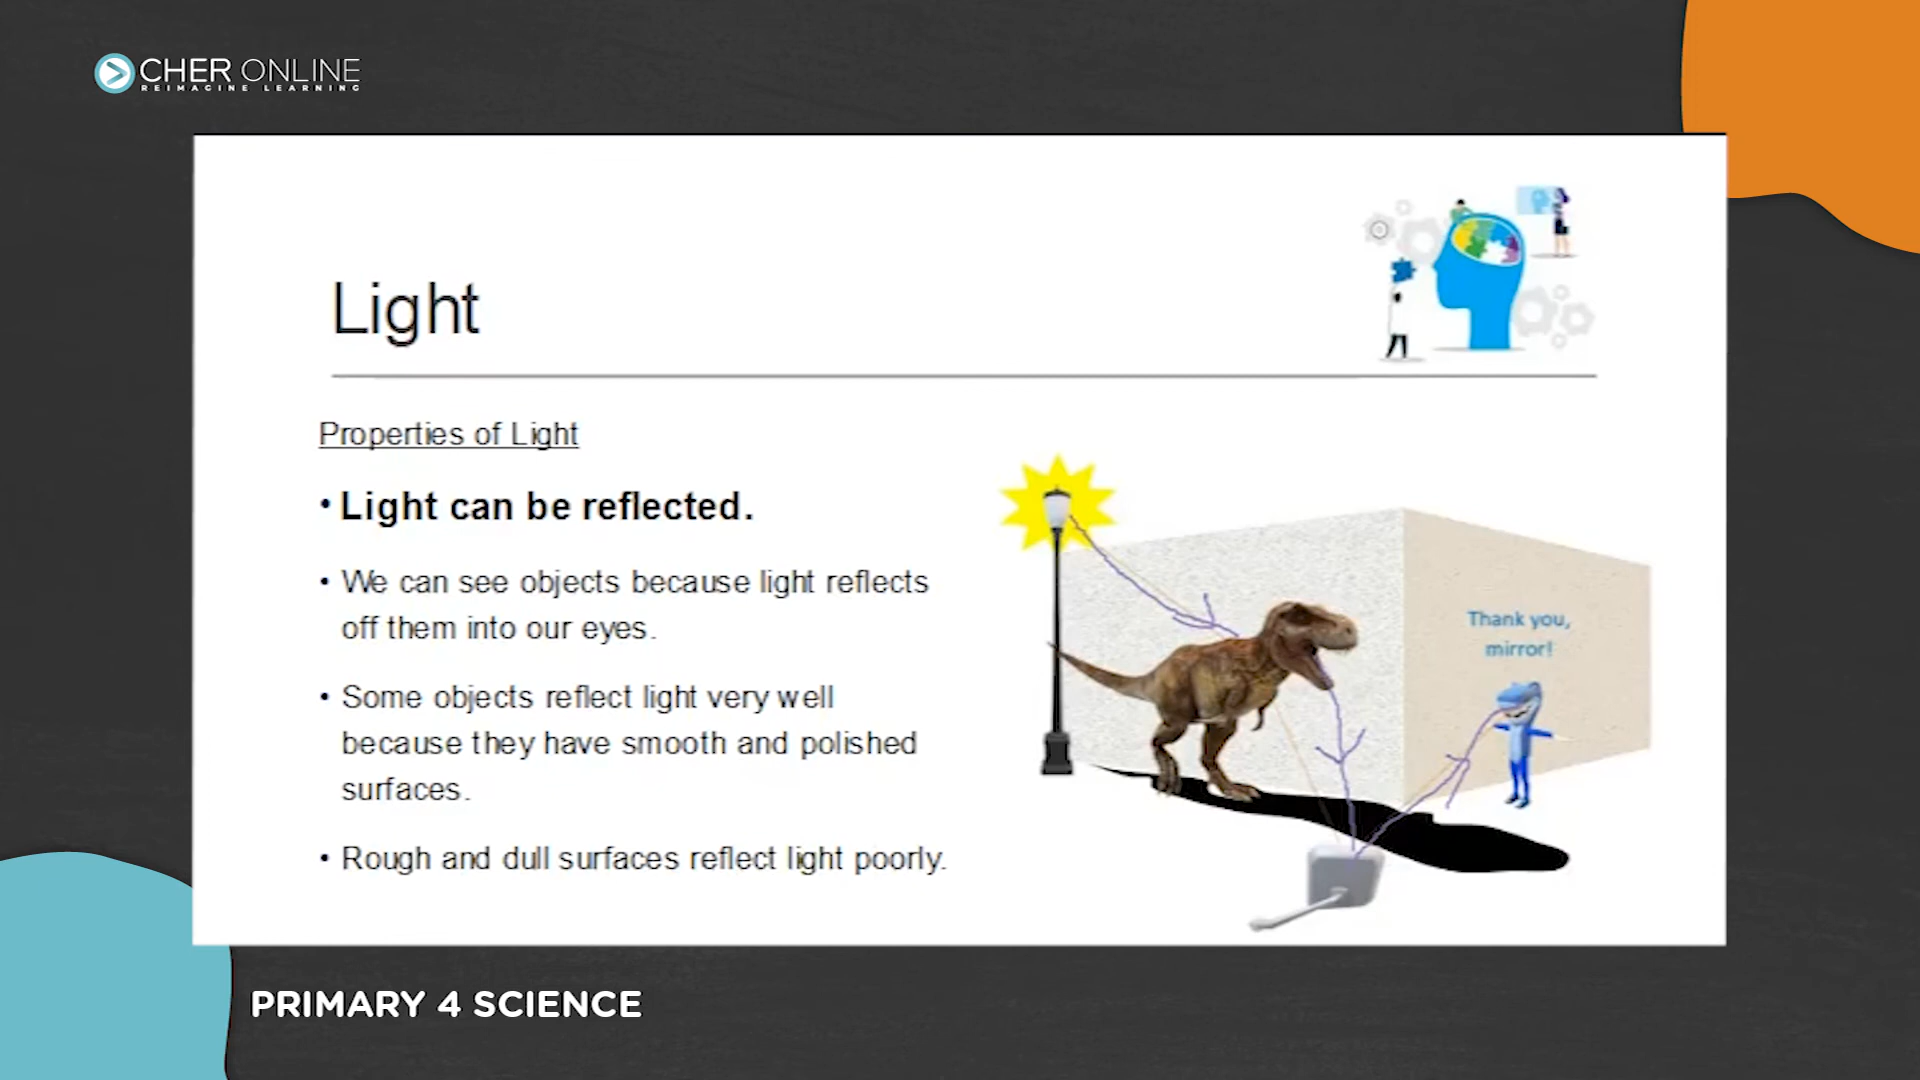 CHER ONLINE
REIMAGINE LEARNING
Light
Properties of Light
• Light can be reflected.
• We can see objects because light reflects
off them into our eyes.
• Some objects reflect light very well
because they have smooth and polished
surfaces.
• Rough and dull surfaces reflect light poorly.
Thank you,
mirror!
PRIMARY 4 SCIENCE